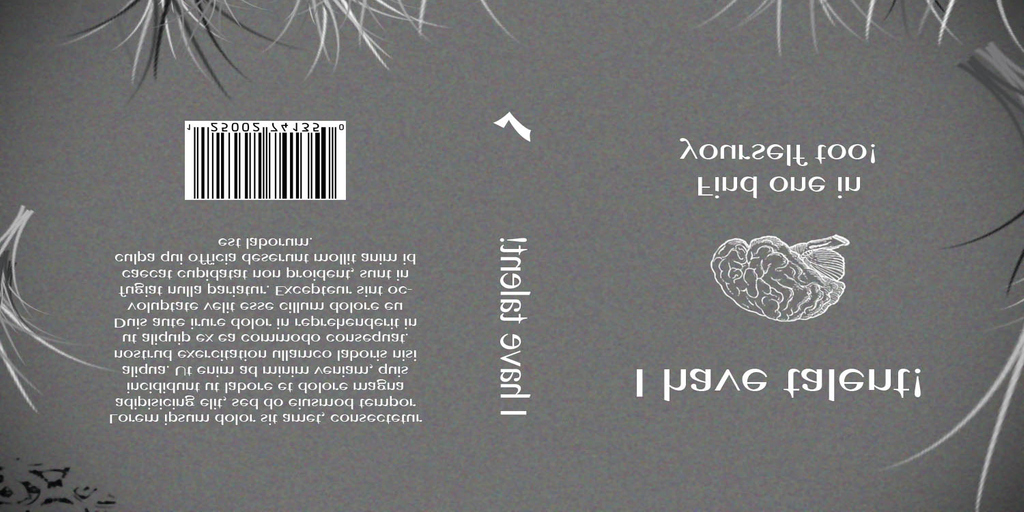 Lorem ipsum dolor sit amet, consectetur
adipisicing elit, sed do eiusmod tempor
incididunt ut labore et dolore magna
aliqua. Ut enim ad minim veniam, quis
nostrud exercitation ullamco laboris nisi
ut aliquip ex ea commodo consequat.
Duis aute irure dolor in reprehenderit in
voluptate velit esse cillum dolore eu
fugiat nulla pariatur. Excepteur sint oc-
caecat cupidatat non proident, sunt in
culpa qui officia deserunt mollit anim id
est laborum.
1 25002 74135 0
I have talent!
I have talent!
Find one in
yourself too!